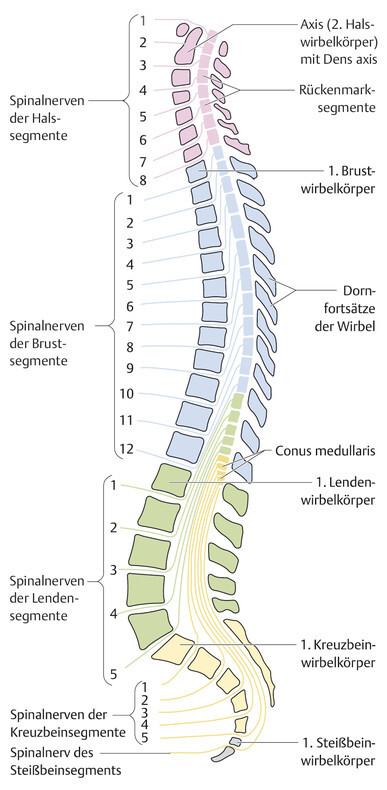 1
2
3
4
5
6
7
8
Spinalnerven
der Hals-
segmente
Axis (2. Hals-
wirbelkörper)
mit Dens axis
Rückenmark-
segmente
1. Brust-
wirbelkörper
1
2
3
4
5
6
7
8
9
10
11
12
Spinalnerven
der Brust-
segmente
Dorn-
fortsätze
der Wirbel
Conus medullaris
1. Lenden-
wirbelkörper
1
2
3
4
5
Spinalnerven
der Lenden-
segmente
1. Kreuzbein-
wirbelkörper
1
2
3
4
5
Spinalnerven der
Kreuzbeinsegmente
Spinalnerv des
Steißbeinsegments
1. Steißbein-
wirbelkörper